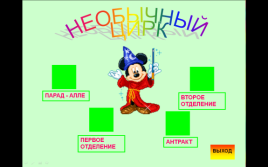 НЕОБЫЧНЫЙ
ЦИРК
ПАРАД - АЛЛЕ
ВТОРОЕ
ОТДЕЛЕНИЕ
ПЕРВОЕ
ОТДЕЛЕНИЕ
АНТРАКТ
ВЫХОД